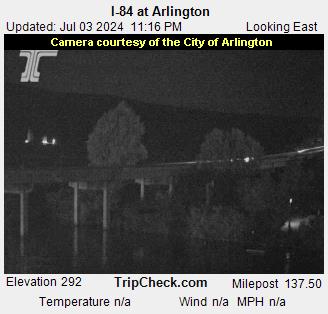 I-84 at Arlington
Updated: Jul 03 2024 11:16 PM Looking East
Camera courtesy of the City of Arlington
Elevation 292 TripCheck.com Milepost 137.50
Temperature n/a Wind n/a MPH n/a